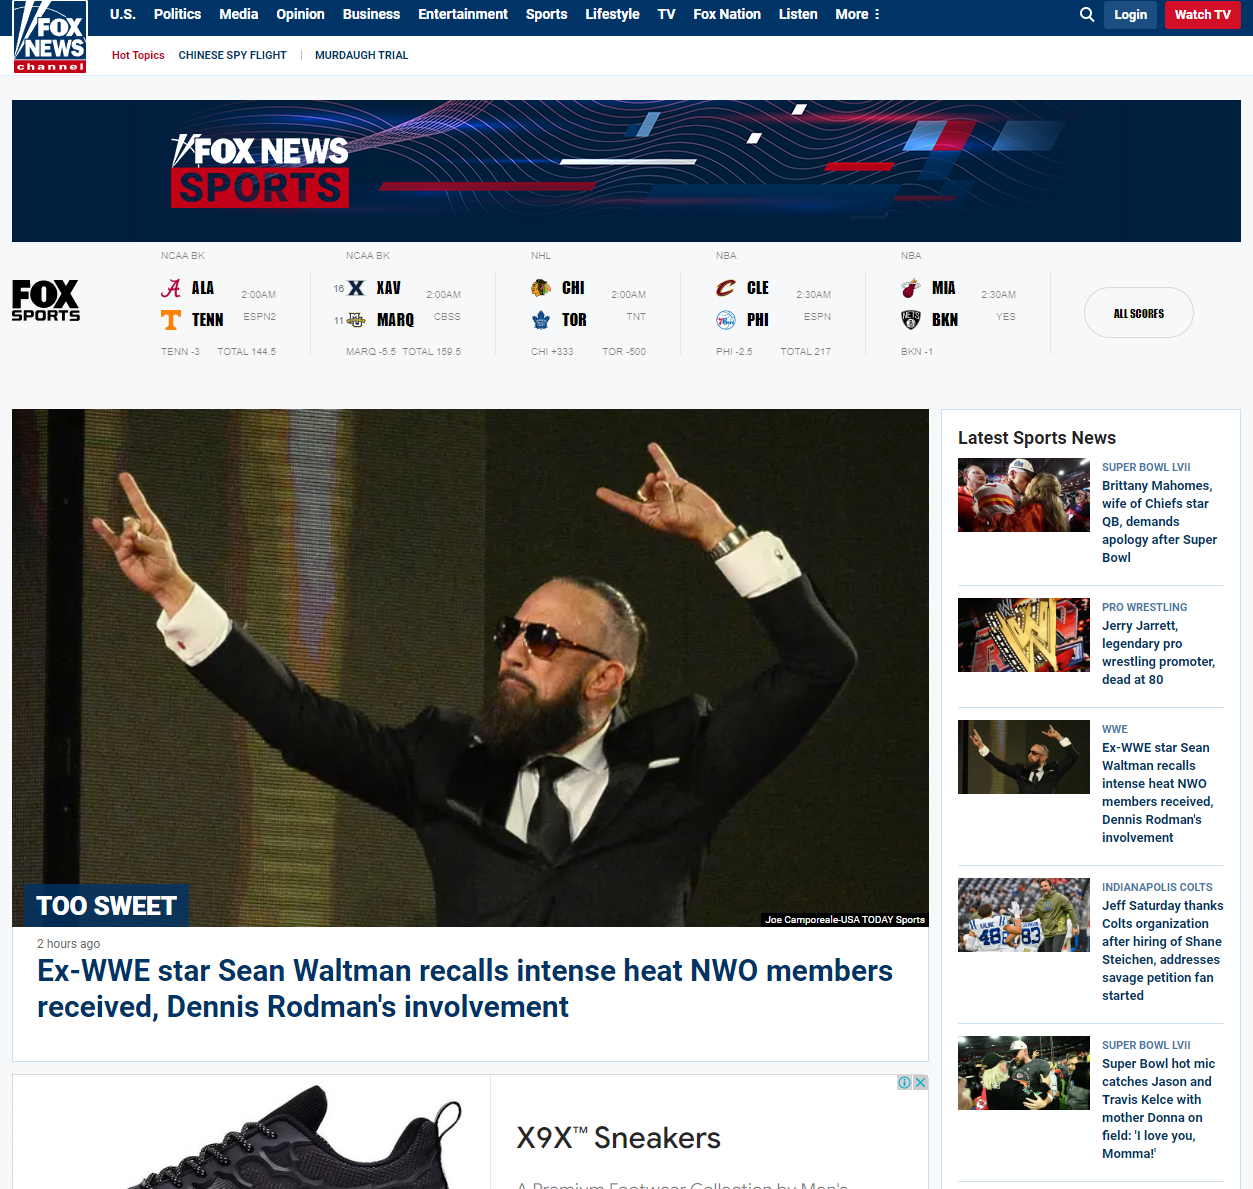 FOX
NEWS
channel
U.S. Politics Media Opinion Business Entertainment Sports Lifestyle TV Fox Nation Listen More
Login
Watch TV
Hot Topics CHINESE SPY FLIGHT MURDAUGH TRIAL
FOX NEWS
SPORTS
FOX
SPORTS
NCAA BK
ALA
2:00AM
TENN
ESPN2
TENN -3 TOTAL 144.5
NCAA BK
16 XAV
2:00AM
11 MARQ
CBSS
MARQ -5.5 TOTAL 159.5
NHL
CHI
2:00AM
TOR
TNT
CHI +333 TOR -500
NBA
CLE
2:30AM
PHI
ESPN
PHI -2.5 TOTAL 217
NBA
MIA
2:30AM
BKN
YES
BKN -1
ALL SCORES
TOO SWEET
Joe Camporeale-USA TODAY Sports
2 hours ago
Ex-WWE star Sean Waltman recalls intense heat NWO members
received, Dennis Rodman's involvement
X9X™ Sneakers
A Premium Footwear Collection by Men's
Latest Sports News
SUPER BOWL LVII
Brittany Mahomes,
wife of Chiefs star
QB, demands
apology after Super
Bowl
PRO WRESTLING
Jerry Jarrett,
legendary pro
wrestling promoter,
dead at 80
WWE
Ex-WWE star Sean
Waltman recalls
intense heat NWO
members received,
Dennis Rodman's
involvement
INDIANAPOLIS COLTS
Jeff Saturday thanks
Colts organization
after hiring of Shane
Steichen, addresses
savage petition fan
started
48
83
SUPER BOWL LVII
Super Bowl hot mic
catches Jason and
Travis Kelce with
mother Donna on
field: 'I love you,
Momma!'